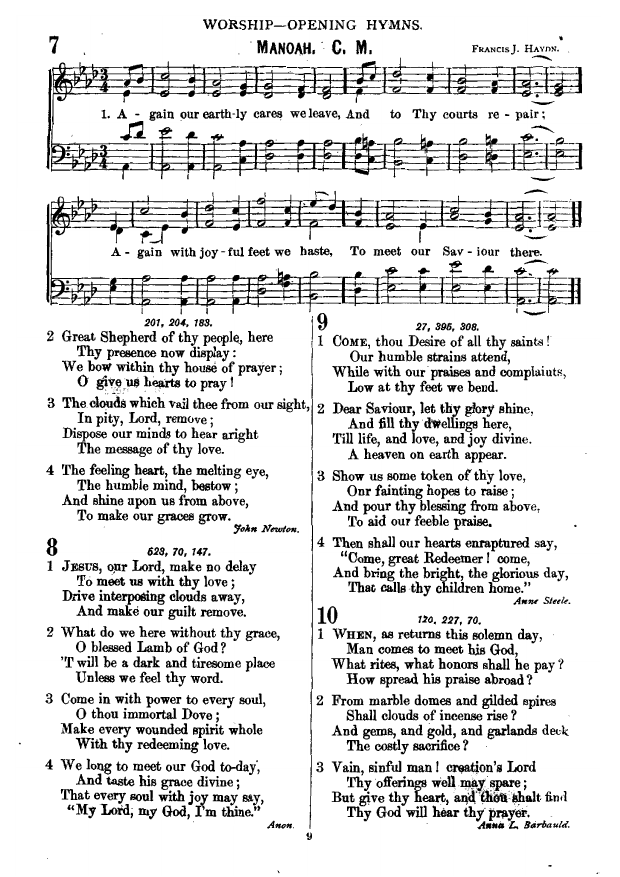 WORSHIP—OPENING HYMNS.
7
MANOAH. C. M.
FRANCIS J. HAYDN.
1. A - gain our earth-ly cares we leave, And to Thy courts re - pair;
A - gain with joy-ful feet we haste, To meet our Sav - iour there.
201, 204, 183.
2 Great Shepherd of thy people, here
Thy presence now display:
We bow within thy house of prayer;
O give us hearts to pray!
3 The clouds which vail thee from our sight,
In pity, Lord, remove;
Dispose our minds to hear aright
The message of thy love.
4 The feeling heart, the melting eye,
The humble mind, bestow;
And shine upon us from above,
To make our graces grow.
John Newton.
8
523, 70, 147.
1 JESUS, our Lord, make no delay
To meet us with thy love;
Drive interposing clouds away,
And make our guilt remove.
2 What do we here without thy grace,
O blessed Lamb of God?
'T will be a dark and tiresome place
Unless we feel thy word.
3 Come in with power to every soul,
O thou immortal Dove;
Make every wounded spirit whole
With thy redeeming love.
4 We long to meet our God to-day,
And taste his grace divine;
That every soul with joy may say,
"My Lord, my God, I'm thine."
Anon.
9
27, 395, 308.
1 COME, thou Desire of all thy saints!
Our humble strains attend,
While with our praises and complaints,
Low at thy feet we bend.
2 Dear Saviour, let thy glory shine,
And fill thy dwellings here,
Till life, and love, and joy divine.
A heaven on earth appear.
3 Show us some token of thy love,
Our fainting hopes to raise;
And pour thy blessing from above,
To aid our feeble praise.
4 Then shall our hearts enraptured say,
"Come, great Redeemer! come,
And bring the bright, the glorious day,
That calls thy children home."
Anne Steele.
10
120, 227, 70.
1 WHEN, as returns this solemn day,
Man comes to meet his God,
What rites, what honors shall he pay?
How spread his praise abroad?
2 From marble domes and gilded spires
Shall clouds of incense rise?
And gems, and gold, and garlands deck
The costly sacrifice?
3 Vain, sinful man! creation's Lord
Thy offerings well may spare;
But give thy heart, and thou shalt find
Thy God will hear thy prayer.
Anna L. Barbauld.
9